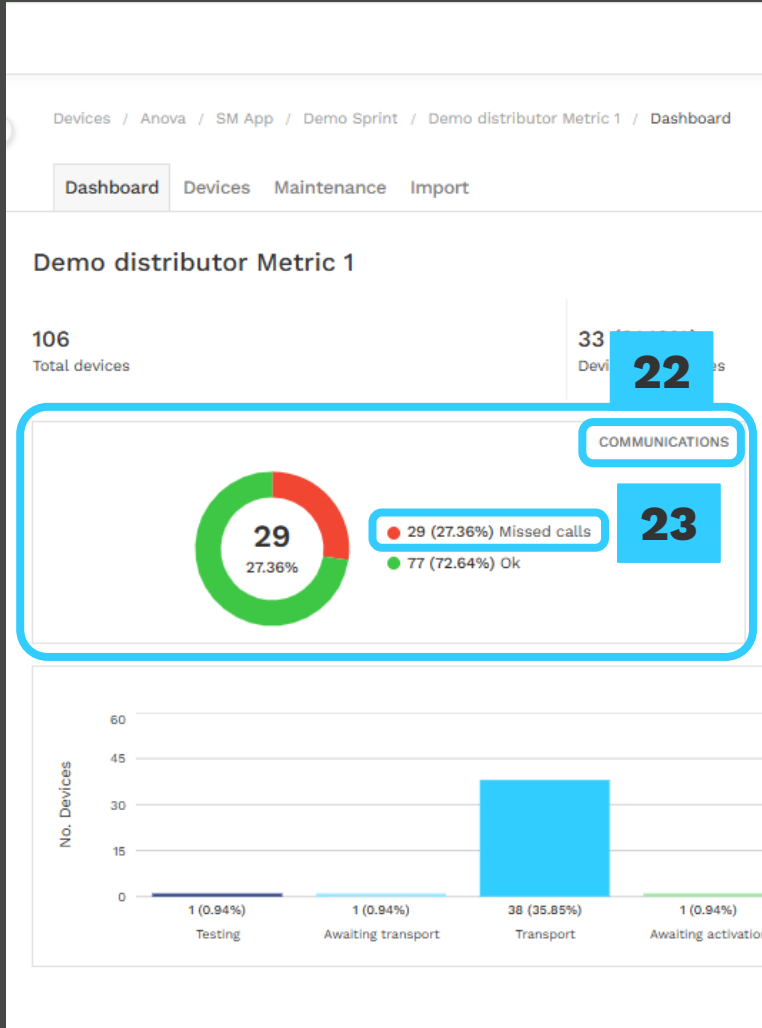 Devices / Anova / SM App / Demo Sprint / Demo distributor Metric 1 / Dashboard
Dashboard Devices Maintenance Import
Demo distributor Metric 1
106
Total devices
33
22
COMMUNICATIONS
29
27.36%
29 (27.36%) Missed calls
77 (72.64%) Ok
23
No. Devices
60
45
30
15
0
1 (0.94%)
Testing
1 (0.94%)
Awaiting transport
38 (35.85%)
Transport
1 (0.94%)
Awaiting